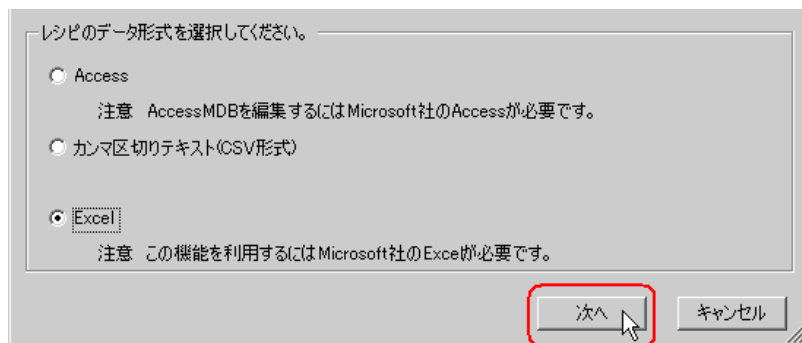 レシピのデータ形式を選択してください。
Access
注意 AccessMDBを編集するにはMicrosoft社のAccessが必要です。
カンマ区切りテキスト(CSV形式)
Excel
注意 この機能を利用するにはMicrosoft社のExcelが必要です。
次へ
キャンセル